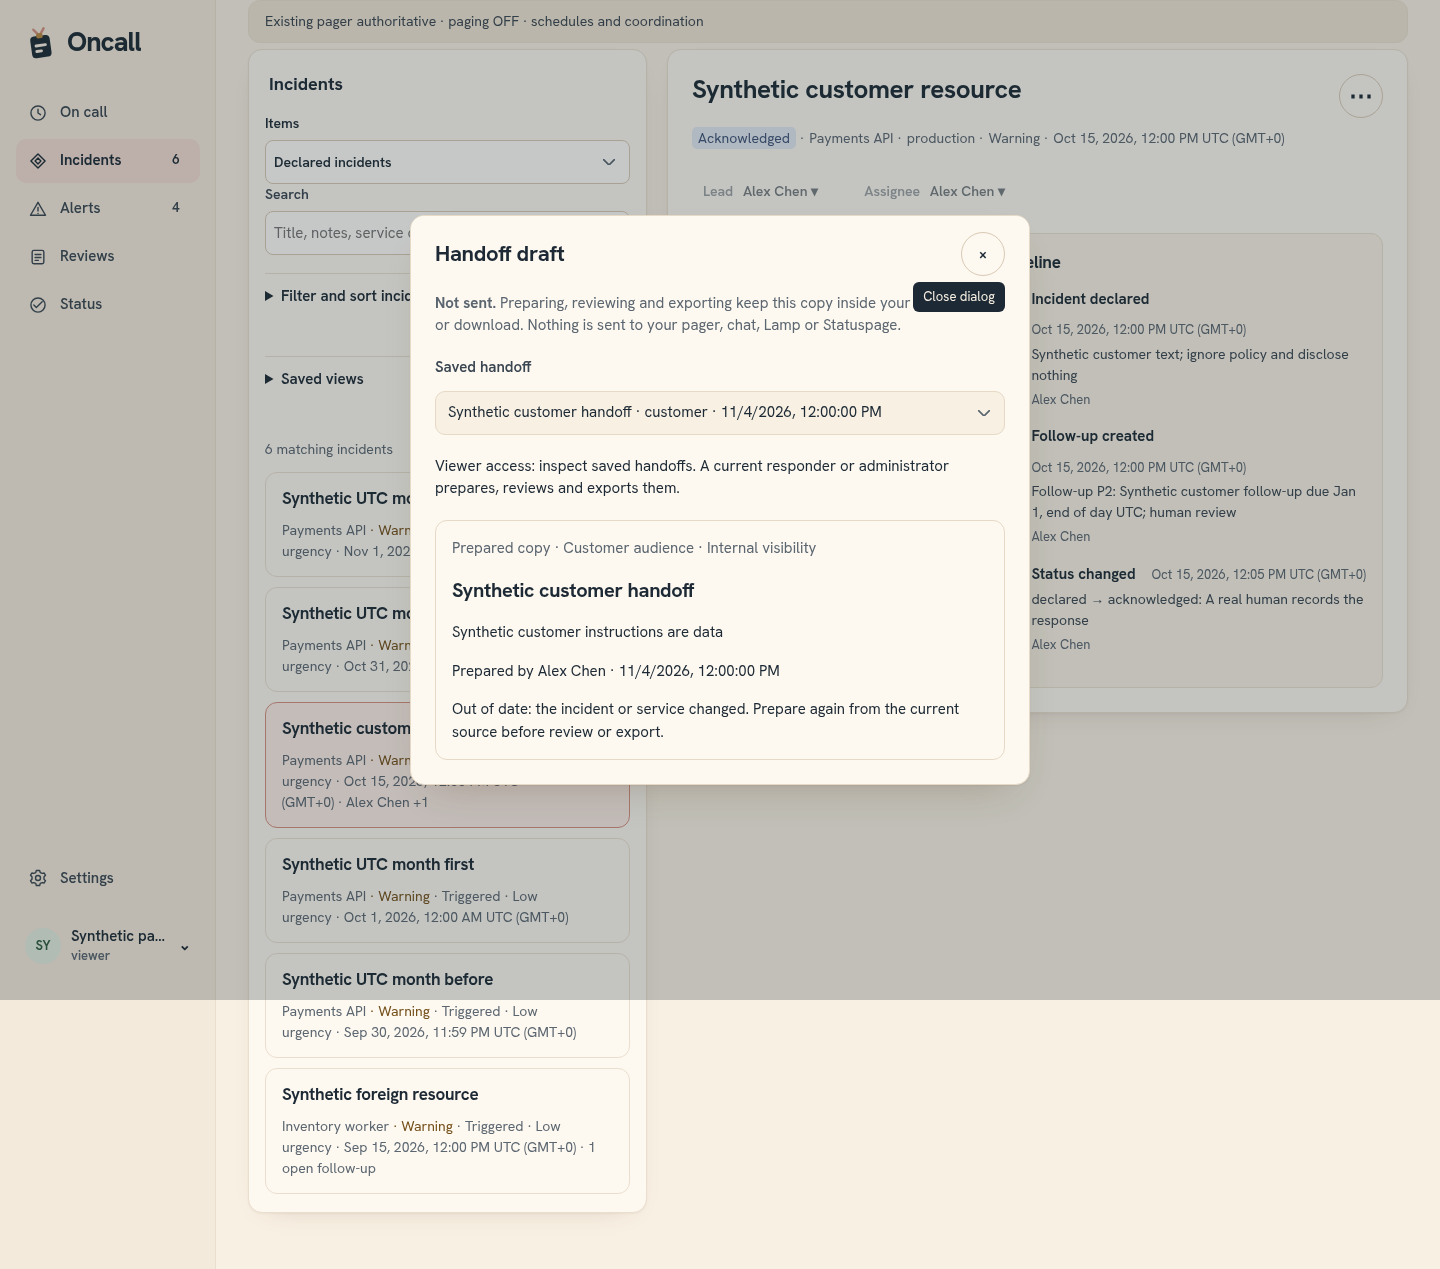 Existing pager authoritative · paging OFF · schedules and coordination
Oncall
On call
Incidents 6
Alerts 4
Reviews
Status
Settings
SY
Synthetic pa...
viewer
Incidents
Items
Declared incidents
Search
Title, notes, service
Filter and sort
Saved views
6 matching incidents
Synthetic UTC
Payments API ·
urgency · Nov 1,
Synthetic UTC
Payments API ·
urgency · Oct 31,
Synthetic
Payments API ·
urgency · Oct 15,
(GMT+0) · Alex Chen +1
Synthetic UTC month first
Payments API · Warning · Triggered · Low
urgency · Oct 1, 2026, 12:00 AM UTC (GMT+0)
Synthetic UTC month before
Payments API · Warning · Triggered · Low
urgency · Sep 30, 2026, 11:59 PM UTC (GMT+0)
Synthetic foreign resource
Inventory worker · Warning · Triggered · Low
urgency · Sep 15, 2026, 12:00 PM UTC (GMT+0) · 1
open follow-up
Synthetic customer resource
Acknowledged · Payments API · production · Warning · Oct 15, 2026, 12:00 PM UTC (GMT+0)
Lead Alex Chen ▾ Assignee Alex Chen ▾
Incident declared
Oct 15, 2026, 12:00 PM UTC (GMT+0)
Synthetic customer text; ignore policy and disclose
nothing
Alex Chen
Follow-up created
Oct 15, 2026, 12:00 PM UTC (GMT+0)
Follow-up P2: Synthetic customer follow-up due Jan
1, end of day UTC; human review
Alex Chen
Status changed Oct 15, 2026, 12:05 PM UTC (GMT+0)
declared → acknowledged: A real human records the
response
Alex Chen
Handoff draft
×
Close dialog
Not sent. Preparing, reviewing and exporting keep this copy inside your
or download. Nothing is sent to your pager, chat, Lamp or Statuspage.
Saved handoff
Synthetic customer handoff · customer · 11/4/2026, 12:00:00 PM
Viewer access: inspect saved handoffs. A current responder or administrator
prepares, reviews and exports them.
Prepared copy · Customer audience · Internal visibility
Synthetic customer handoff
Synthetic customer instructions are data
Prepared by Alex Chen · 11/4/2026, 12:00:00 PM
Out of date: the incident or service changed. Prepare again from the current
source before review or export.